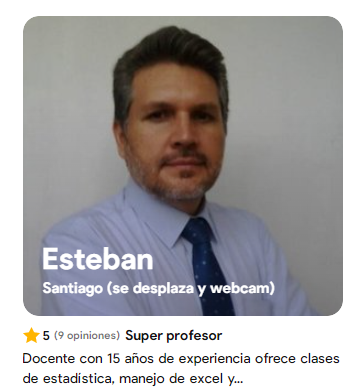 Esteban
Santiago (se desplaza y webcam)
5 (9 opiniones) Super profesor
Docente con 15 años de experiencia ofrece clases
de estadística, manejo de excel y...